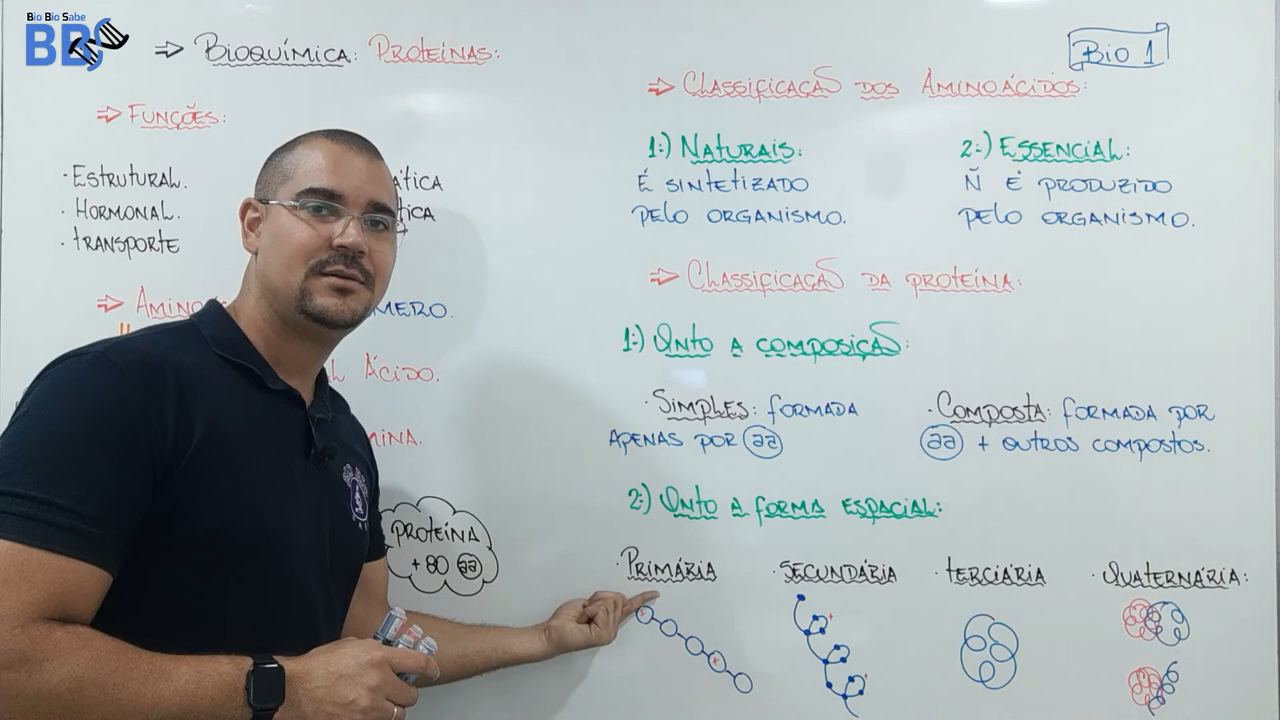 Bio Bio Sabe
BBS
⇒ BIOQUÍMICA: PROTEÍNAS:
⇒ FUNÇÕES:
· ESTRUTURAL.
· HORMONAL.
· TRANSPORTE
⇒ AMINO
MERO.
ÁCIDO.
MINA.
PROTEÍNA
+ 80 aa
BIO 1
⇒ CLASSIFICAÇÃO DOS AMINOÁCIDOS:
1:) NATURAIS:
É SINTETIZADO
PELO ORGANISMO.
2:) ESSENCIAL:
Ñ É PRODUZIDO
PELO ORGANISMO.
⇒ CLASSIFICAÇÃO DA PROTEÍNA:
1:) QNTO A COMPOSIÇÃO:
· SIMPLES: FORMADA
APENAS POR aa
· COMPOSTA: FORMADA POR
aa + OUTROS COMPOSTOS.
2:) QNTO A FORMA ESPACIAL:
· PRIMÁRIA
· SECUNDÁRIA
· TERCIÁRIA
· QUATERNÁRIA: